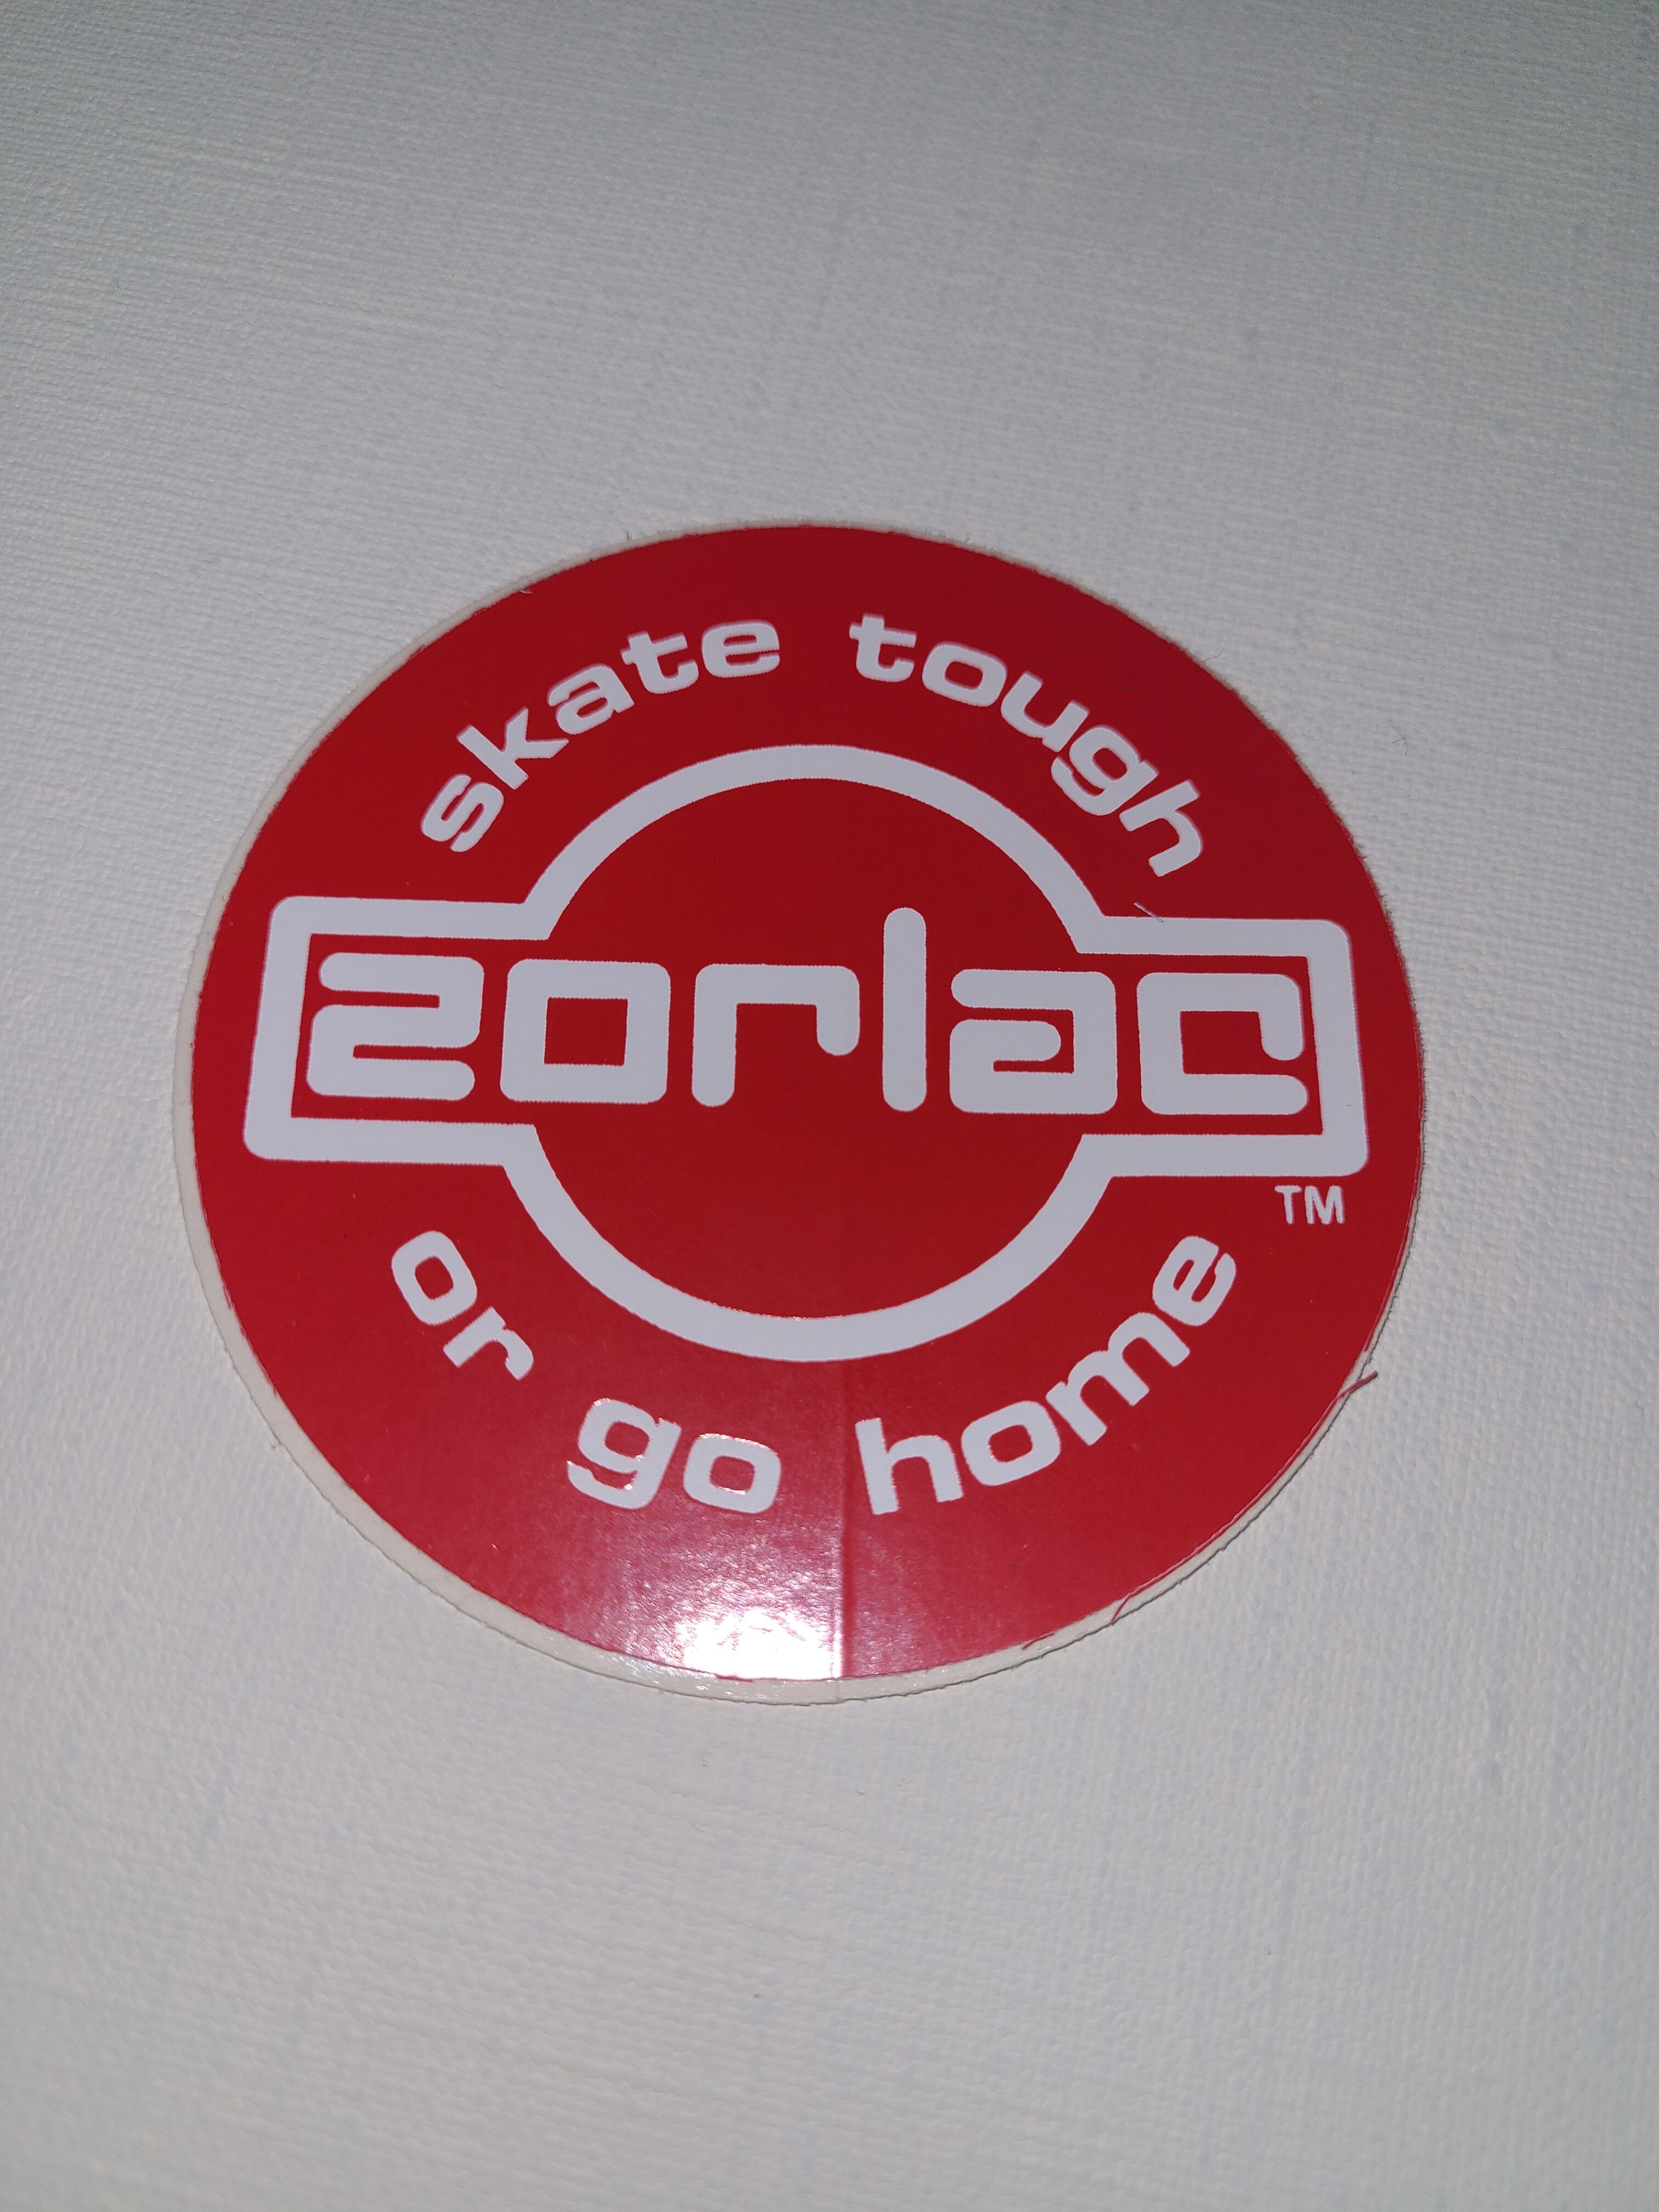 skate tough
zorlac
TM
or go home